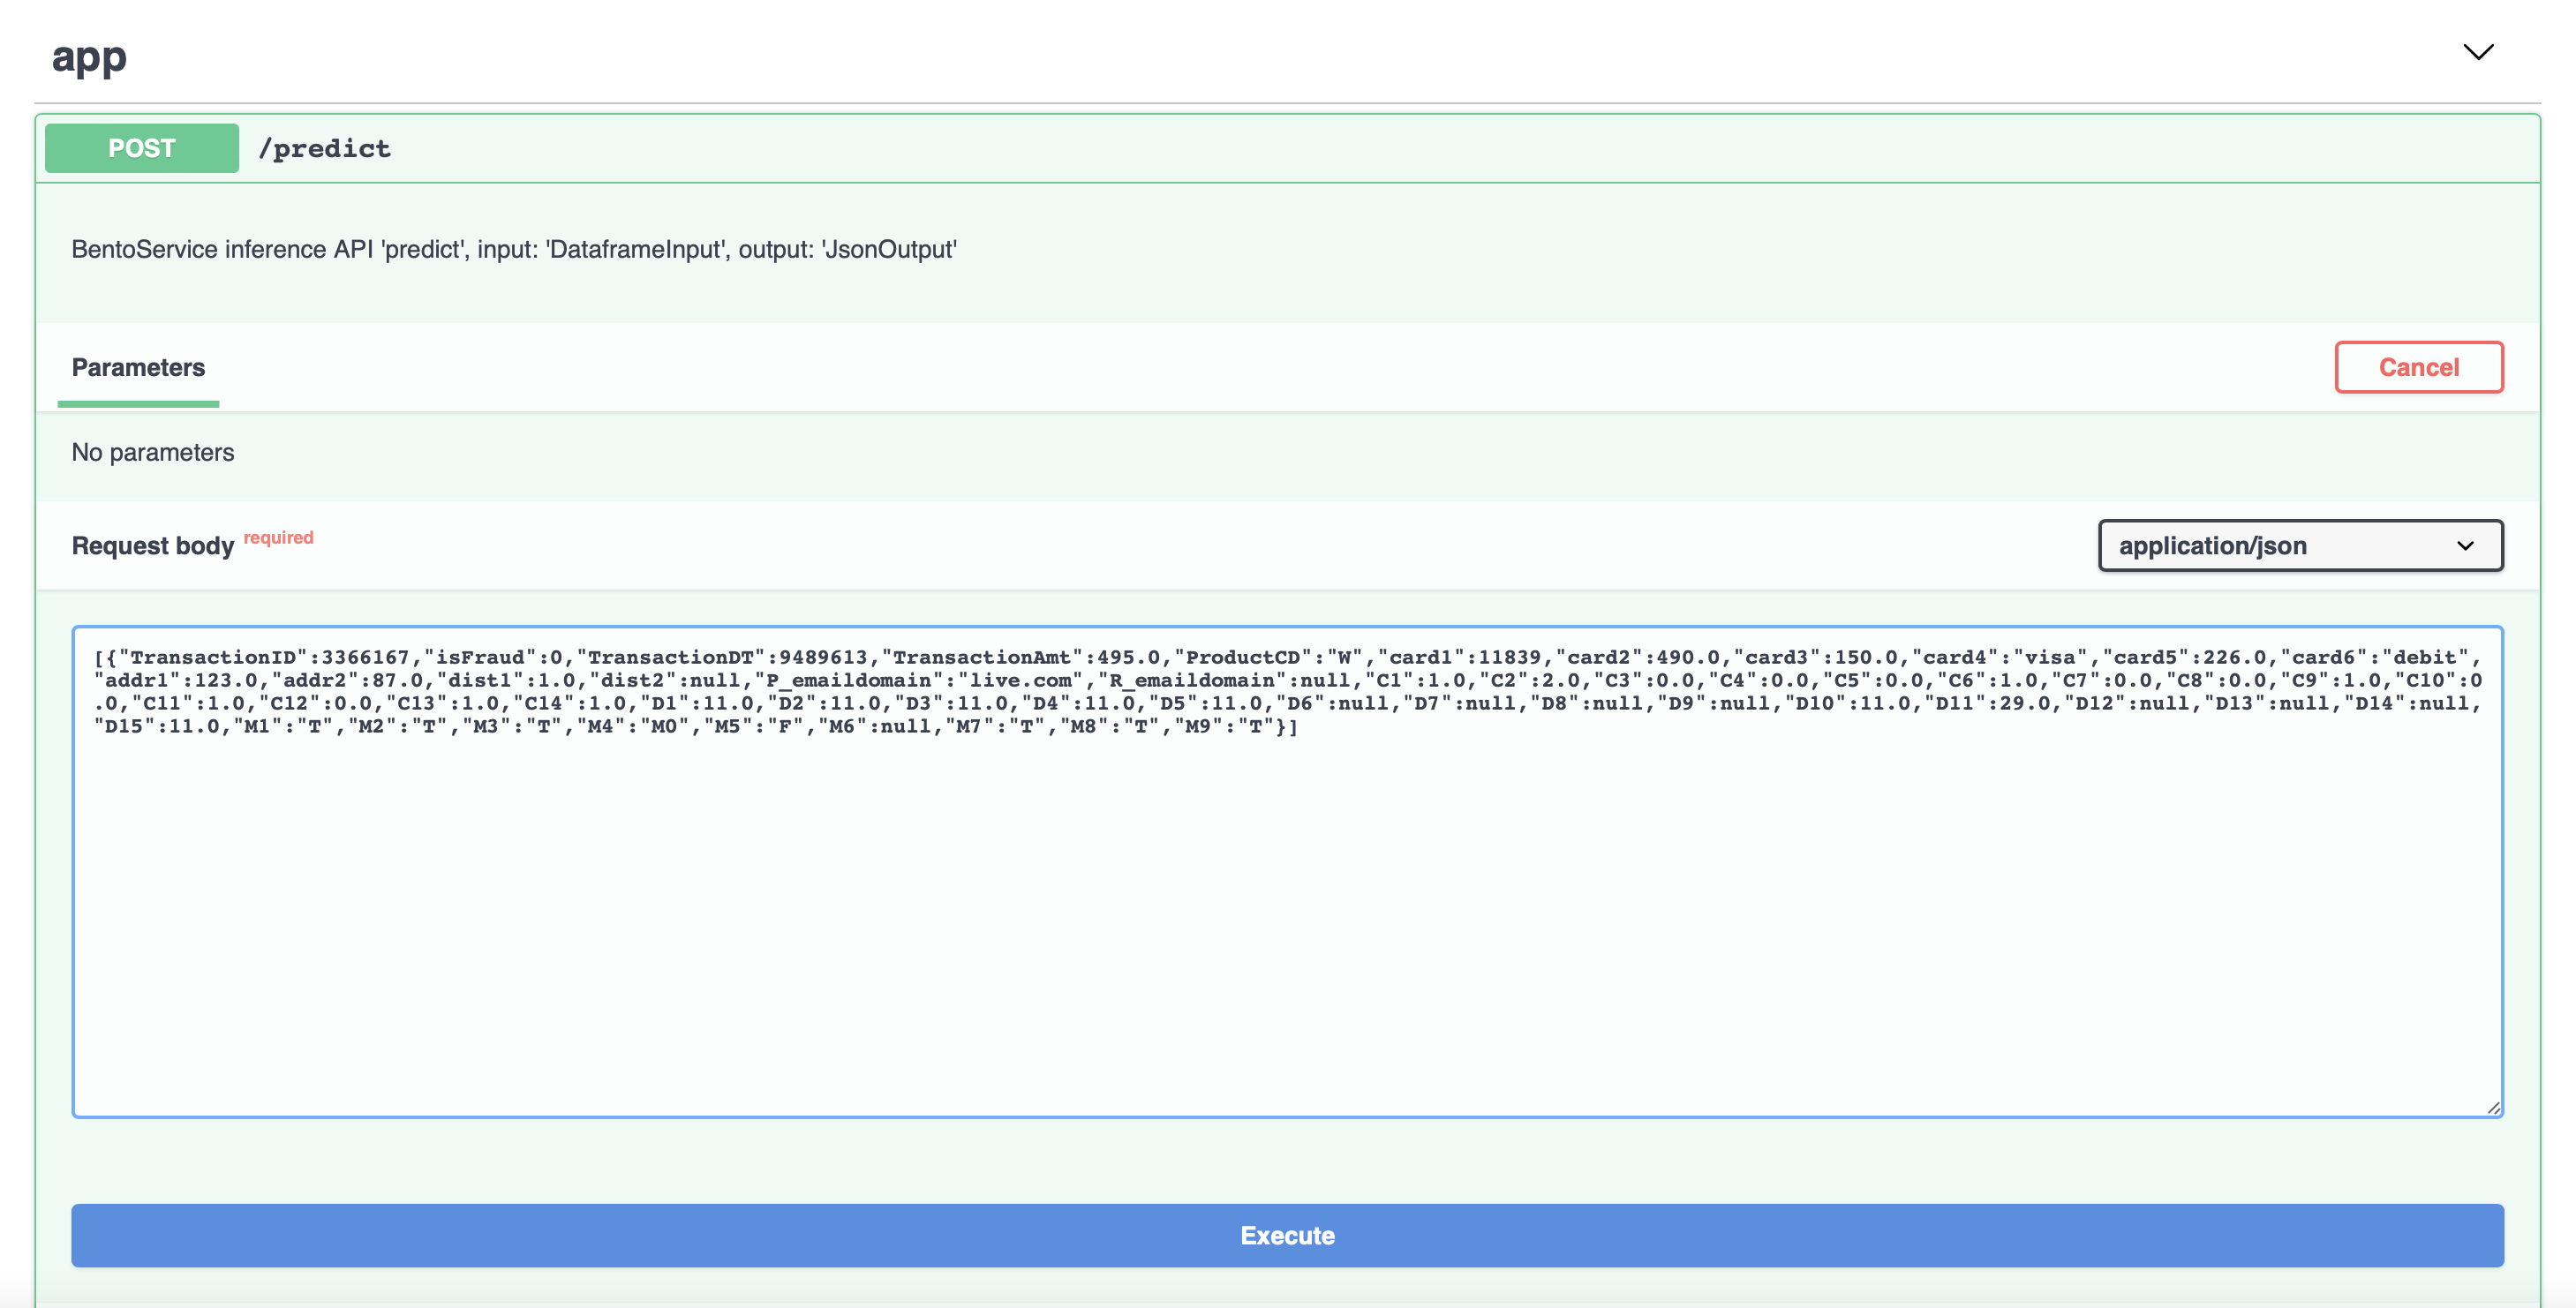 app
POST /predict
BentoService inference API 'predict', input: 'DataframeInput', output: 'JsonOutput'
Parameters
Cancel
No parameters
Request body required
application/json
[{"TransactionID":3366167,"isFraud":0,"TransactionDT":9489613,"TransactionAmt":495.0,"ProductCD":"W","card1":11839,"card2":490.0,"card3":150.0,"card4":"visa","card5":226.0,"card6":"debit",
"addr1":123.0,"addr2":87.0,"dist1":1.0,"dist2":null,"P_emaildomain":"live.com","R_emaildomain":null,"C1":1.0,"C2":2.0,"C3":0.0,"C4":0.0,"C5":0.0,"C6":1.0,"C7":0.0,"C8":0.0,"C9":1.0,"C10":0
.0,"C11":1.0,"C12":0.0,"C13":1.0,"C14":1.0,"D1":11.0,"D2":11.0,"D3":11.0,"D4":11.0,"D5":11.0,"D6":null,"D7":null,"D8":null,"D9":null,"D10":11.0,"D11":29.0,"D12":null,"D13":null,"D14":null,
"D15":11.0,"M1":"T","M2":"T","M3":"T","M4":"M0","M5":"F","M6":null,"M7":"T","M8":"T","M9":"T"}]
Execute